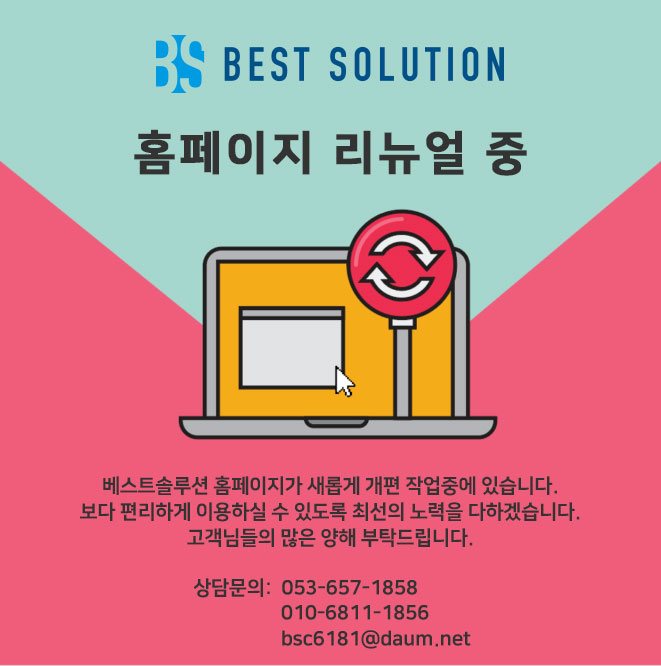 BS BEST SOLUTION
홈페이지 리뉴얼 중
베스트솔루션 홈페이지가 새롭게 개편 작업중에 있습니다.
보다 편리하게 이용하실 수 있도록 최선의 노력을 다하겠습니다.
고객님들의 많은 양해 부탁드립니다.
상담문의: 053-657-1858
010-6811-1856
bsc6181@daum.net